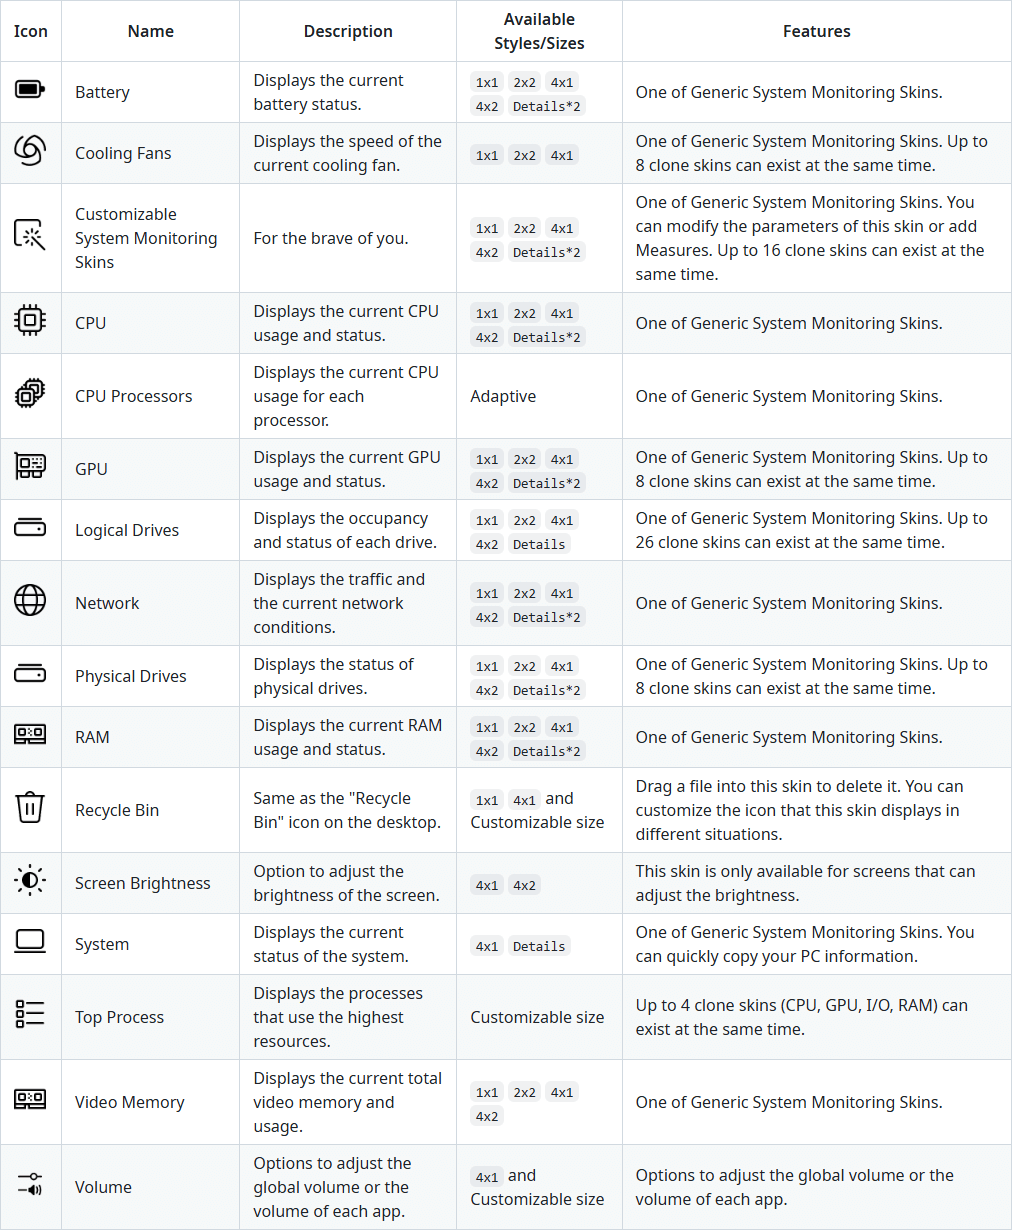 Icon Name Description Available Styles/Sizes Features
Battery
Displays the current
battery status.
1x1 2x2 4x1
4x2 Details*2
One of Generic System Monitoring Skins.
Cooling Fans
Displays the speed of the
current cooling fan.
1x1 2x2 4x1
One of Generic System Monitoring Skins. Up to
8 clone skins can exist at the same time.
Customizable
System Monitoring
Skins
For the brave of you.
1x1 2x2 4x1
4x2 Details*2
One of Generic System Monitoring Skins. You
can modify the parameters of this skin or add
Measures. Up to 16 clone skins can exist at the
same time.
CPU
Displays the current CPU
usage and status.
1x1 2x2 4x1
4x2 Details*2
One of Generic System Monitoring Skins.
CPU Processors
Displays the current CPU
usage for each
processor.
Adaptive
One of Generic System Monitoring Skins.
GPU
Displays the current GPU
usage and status.
1x1 2x2 4x1
4x2 Details*2
One of Generic System Monitoring Skins. Up to
8 clone skins can exist at the same time.
Logical Drives
Displays the occupancy
and status of each drive.
1x1 2x2 4x1
4x2 Details
One of Generic System Monitoring Skins. Up to
26 clone skins can exist at the same time.
Network
Displays the traffic and
the current network
conditions.
1x1 2x2 4x1
4x2 Details*2
One of Generic System Monitoring Skins.
Physical Drives
Displays the status of
physical drives.
1x1 2x2 4x1
4x2 Details*2
One of Generic System Monitoring Skins. Up to
8 clone skins can exist at the same time.
RAM
Displays the current RAM
usage and status.
1x1 2x2 4x1
4x2 Details*2
One of Generic System Monitoring Skins.
Recycle Bin
Same as the "Recycle
Bin" icon on the desktop.
1x1 4x1 and
Customizable size
Drag a file into this skin to delete it. You can
customize the icon that this skin displays in
different situations.
Screen Brightness
Option to adjust the
brightness of the screen.
4x1 4x2
This skin is only available for screens that can
adjust the brightness.
System
Displays the current
status of the system.
4x1 Details
One of Generic System Monitoring Skins. You
can quickly copy your PC information.
Top Process
Displays the processes
that use the highest
resources.
Customizable size
Up to 4 clone skins (CPU, GPU, I/O, RAM) can
exist at the same time.
Video Memory
Displays the current total
video memory and
usage.
1x1 2x2 4x1
4x2
One of Generic System Monitoring Skins.
Volume
Options to adjust the
global volume or the
volume of each app.
4x1 and
Customizable size
Options to adjust the global volume or the
volume of each app.